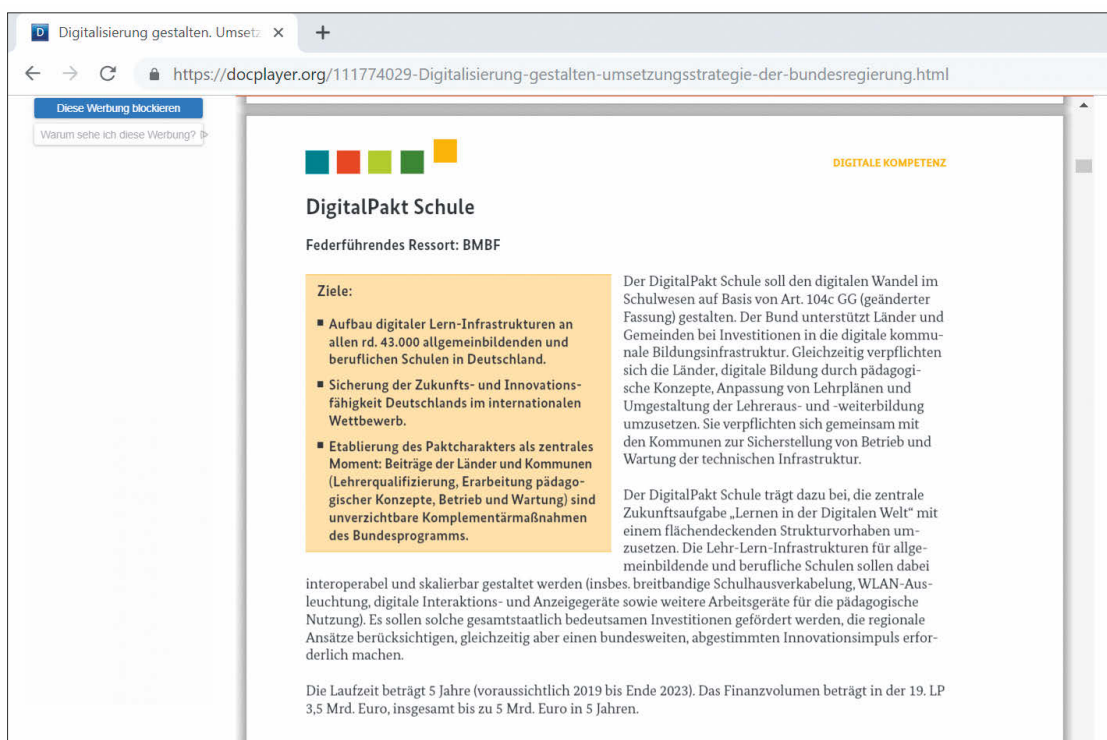 Digitalisierung gestalten. Umsetz
https://docplayer.org/111774029-Digitalisierung-gestalten-umsetzungsstrategie-der-bundesregierung.html
Diese Werbung blockieren
Warum sehe ich diese Werbung?
DIGITALE KOMPETENZ
DigitalPakt Schule
Federführendes Ressort: BMBF
Ziele:
■ Aufbau digitaler Lern-Infrastrukturen an
allen rd. 43.000 allgemeinbildenden und
beruflichen Schulen in Deutschland.
■ Sicherung der Zukunfts- und Innovations-
fähigkeit Deutschlands im internationalen
Wettbewerb.
■ Etablierung des Paktcharakters als zentrales
Moment: Beiträge der Länder und Kommunen
(Lehrerqualifizierung, Erarbeitung pädago-
gischer Konzepte, Betrieb und Wartung) sind
unverzichtbare Komplementärmaßnahmen
des Bundesprogramms.
Der DigitalPakt Schule soll den digitalen Wandel im
Schulwesen auf Basis von Art. 104c GG (geänderter
Fassung) gestalten. Der Bund unterstützt Länder und
Gemeinden bei Investitionen in die digitale kommu-
nale Bildungsinfrastruktur. Gleichzeitig verpflichten
sich die Länder, digitale Bildung durch pädagogi-
sche Konzepte, Anpassung von Lehrplänen und
Umgestaltung der Lehreraus- und -weiterbildung
umzusetzen. Sie verpflichten sich gemeinsam mit
den Kommunen zur Sicherstellung von Betrieb und
Wartung der technischen Infrastruktur.
Der DigitalPakt Schule trägt dazu bei, die zentrale
Zukunftsaufgabe „Lernen in der Digitalen Welt“ mit
einem flächendeckenden Strukturvorhaben um-
zusetzen. Die Lehr-Lern-Infrastrukturen für allge-
meinbildende und berufliche Schulen sollen dabei
interoperabel und skalierbar gestaltet werden (insbes. breitbandige Schulhausverkabelung, WLAN-Aus-
leuchtung, digitale Interaktions- und Anzeigegeräte sowie weitere Arbeitsgeräte für die pädagogische
Nutzung). Es sollen solche gesamtstaatlich bedeutsamen Investitionen gefördert werden, die regionale
Ansätze berücksichtigen, gleichzeitig aber einen bundesweiten, abgestimmten Innovationsimpuls erfor-
derlich machen.
Die Laufzeit beträgt 5 Jahre (voraussichtlich 2019 bis Ende 2023). Das Finanzvolumen beträgt in der 19. LP
3,5 Mrd. Euro, insgesamt bis zu 5 Mrd. Euro in 5 Jahren.